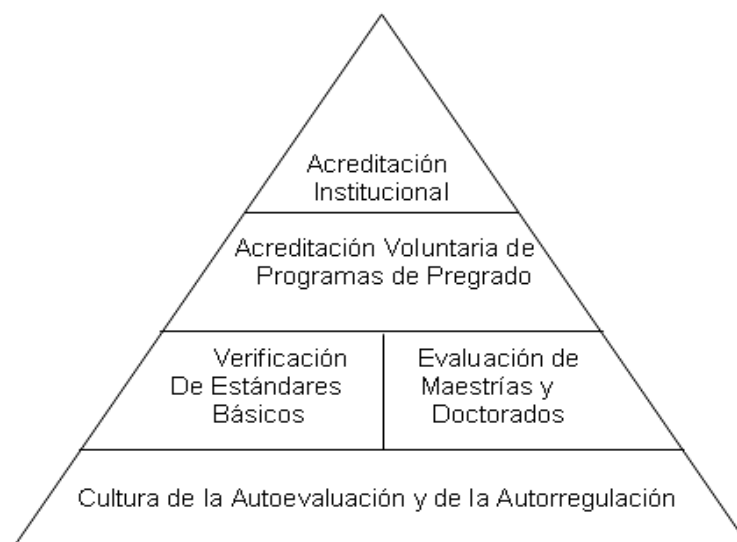 Acreditación
Institucional
Acreditación Voluntaria de
Programas de Pregrado
Verificación
De Estándares
Básicos
Evaluación de
Maestrías y
Doctorados
Cultura de la Autoevaluación y de la Autorregulación